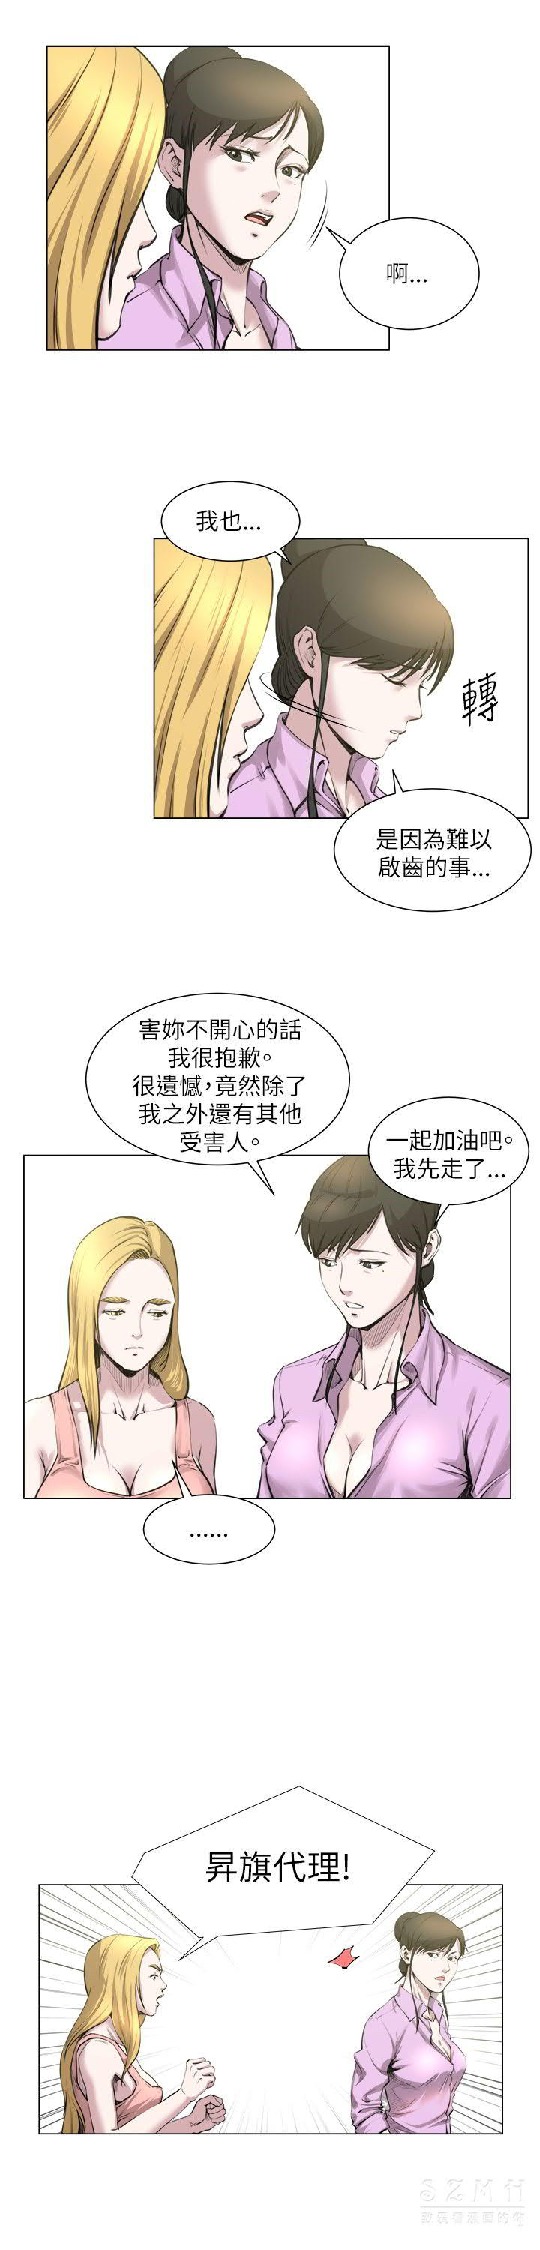 啊...
我也...
轉
是因為難以
啟齒的事...
害妳不開心的話
我很抱歉。
很遺憾,竟然除了
我之外還有其他
受害人。
一起加油吧。
我先走了...
......
昇旗代理!
SZMH